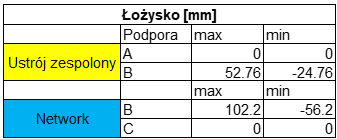 Łożysko [mm]
Podpora max min
Ustrój zespolony
A 0 0
B 52.76 -24.76
max min
Network
B 102.2 -56.2
C 0 0